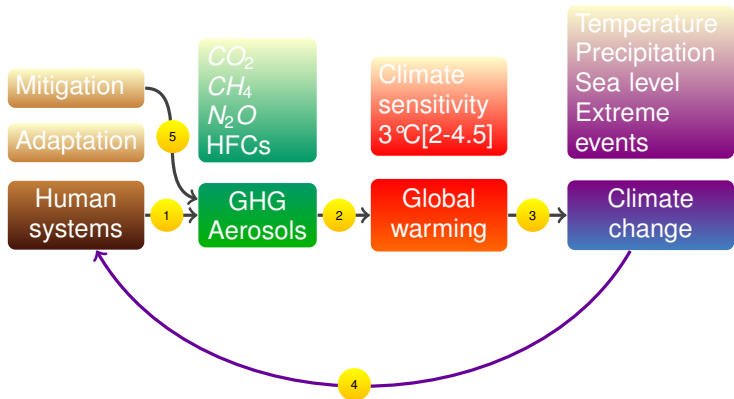 Mitigation
Adaptation
Human
systems
CO₂
CH₄
N₂O
HFCs
GHG
Aerosols
Climate
sensitivity
3°C[2-4.5]
Global
warming
Temperature
Precipitation
Sea level
Extreme
events
Climate
change
1
2
3
4
5